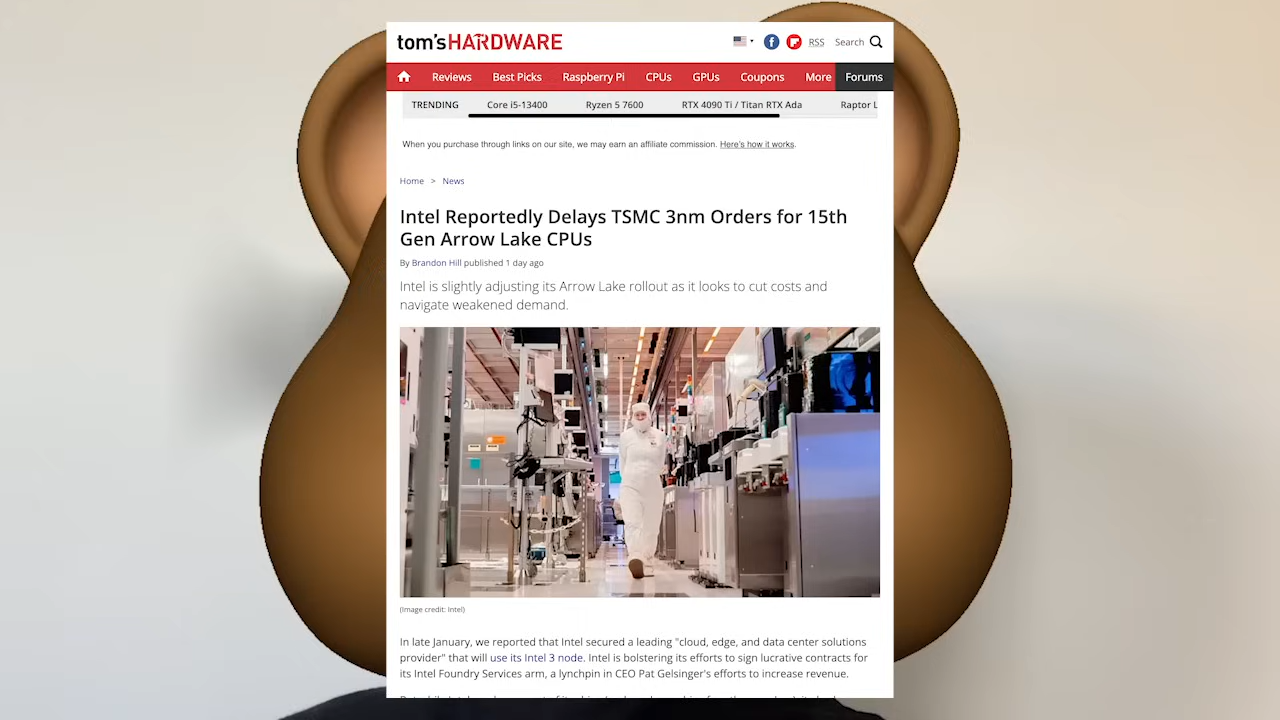 tom'sHARDWARE
RSS Search
Reviews Best Picks Raspberry Pi CPUs GPUs Coupons More Forums
TRENDING Core i5-13400 Ryzen 5 7600 RTX 4090 Ti / Titan RTX Ada Raptor L
When you purchase through links on our site, we may earn an affiliate commission. Here's how it works.
Home > News
Intel Reportedly Delays TSMC 3nm Orders for 15th
Gen Arrow Lake CPUs
By Brandon Hill published 1 day ago
Intel is slightly adjusting its Arrow Lake rollout as it looks to cut costs and
navigate weakened demand.
(Image credit: Intel)
In late January, we reported that Intel secured a leading "cloud, edge, and data center solutions
provider" that will use its Intel 3 node. Intel is bolstering its efforts to sign lucrative contracts for
its Intel Foundry Services arm, a lynchpin in CEO Pat Gelsinger's efforts to increase revenue.